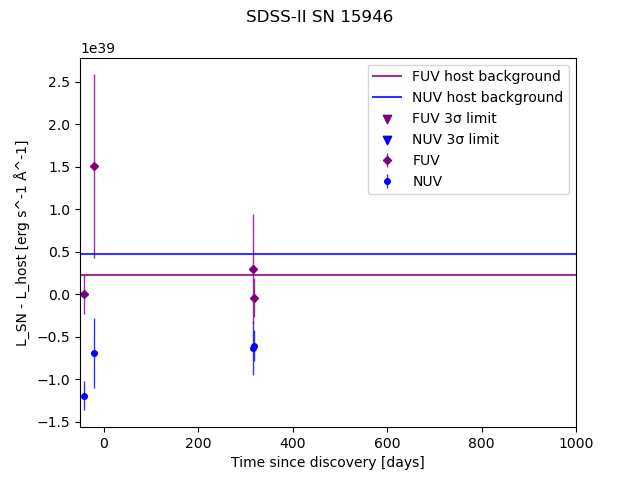 SDSS-II SN 15946
1e39
FUV host background
NUV host background
FUV 3σ limit
NUV 3σ limit
FUV
NUV
2.5
2.0
1.5
1.0
0.5
0.0
−0.5
−1.0
−1.5
L_SN - L_host [erg s^-1 Å^-1]
0 200 400 600 800 1000
Time since discovery [days]